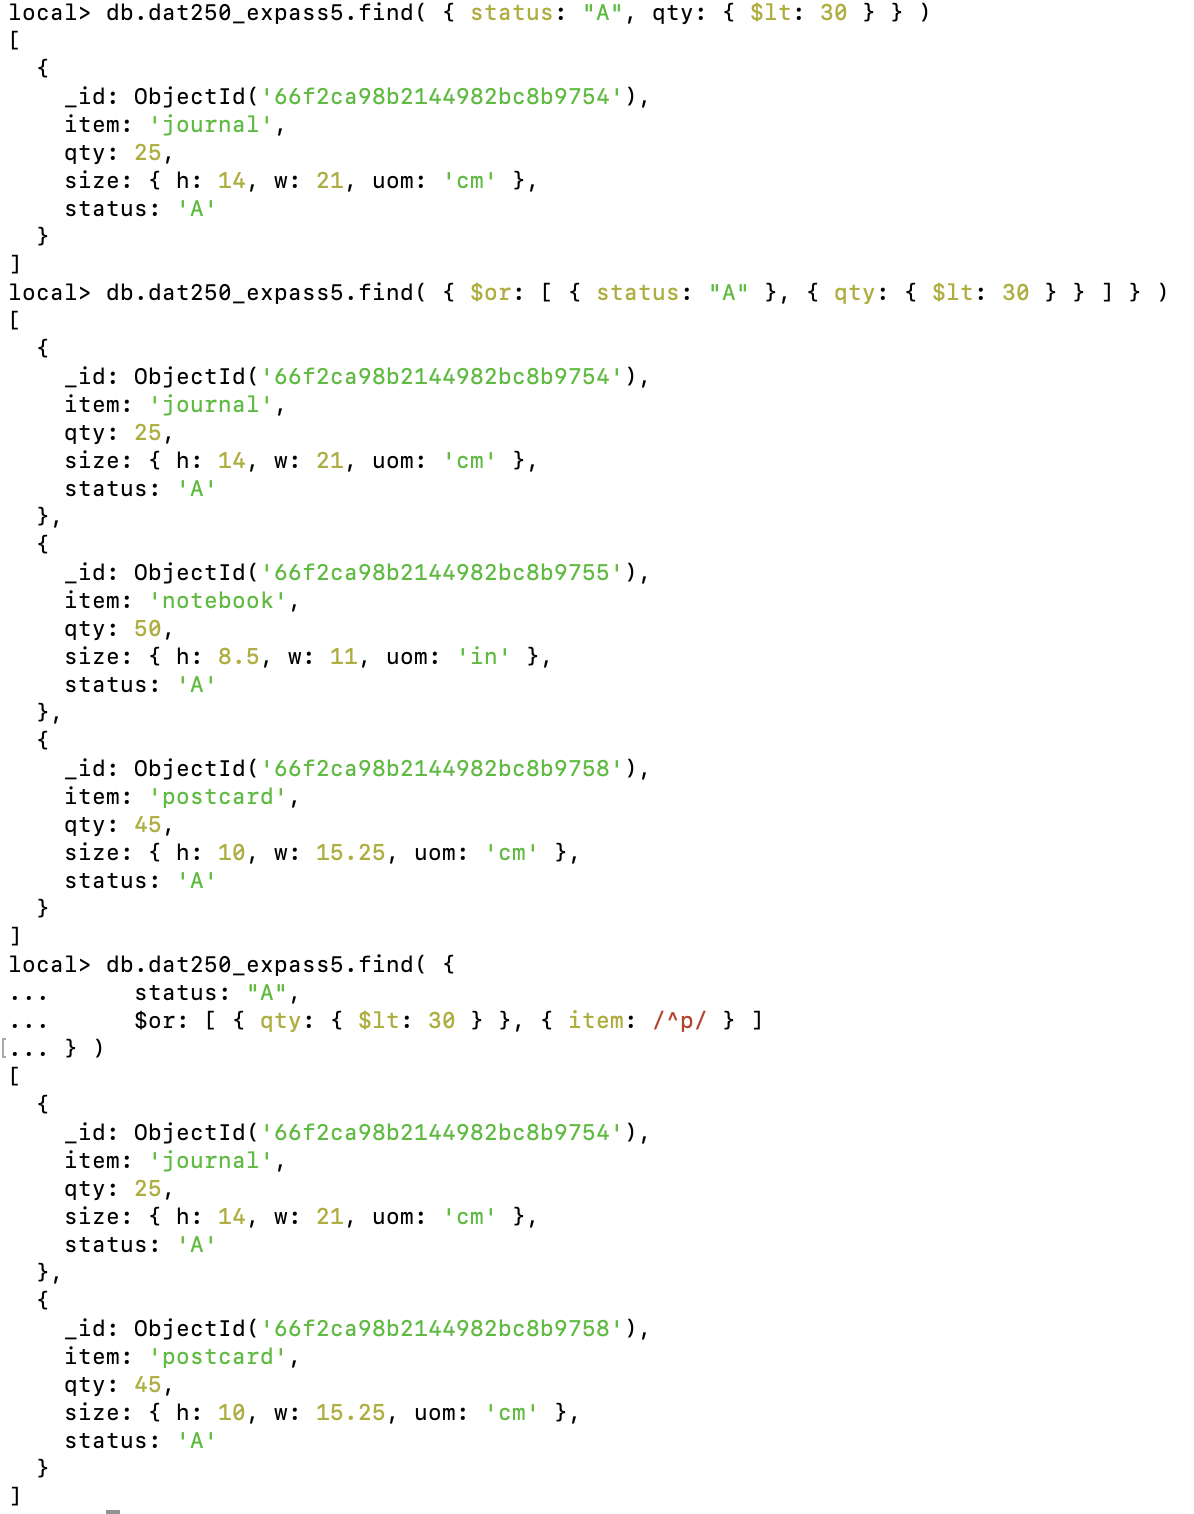 local> db.dat250_expass5.find( { status: "A", qty: { $lt: 30 } } )
[
  {
    _id: ObjectId('66f2ca98b2144982bc8b9754'),
    item: 'journal',
    qty: 25,
    size: { h: 14, w: 21, uom: 'cm' },
    status: 'A'
  }
]
local> db.dat250_expass5.find( { $or: [ { status: "A" }, { qty: { $lt: 30 } } ] } )
[
  {
    _id: ObjectId('66f2ca98b2144982bc8b9754'),
    item: 'journal',
    qty: 25,
    size: { h: 14, w: 21, uom: 'cm' },
    status: 'A'
  },
  {
    _id: ObjectId('66f2ca98b2144982bc8b9755'),
    item: 'notebook',
    qty: 50,
    size: { h: 8.5, w: 11, uom: 'in' },
    status: 'A'
  },
  {
    _id: ObjectId('66f2ca98b2144982bc8b9758'),
    item: 'postcard',
    qty: 45,
    size: { h: 10, w: 15.25, uom: 'cm' },
    status: 'A'
  }
]
local> db.dat250_expass5.find( {
...      status: "A",
...      $or: [ { qty: { $lt: 30 } }, { item: /^p/ } ]
[... } )
[
  {
    _id: ObjectId('66f2ca98b2144982bc8b9754'),
    item: 'journal',
    qty: 25,
    size: { h: 14, w: 21, uom: 'cm' },
    status: 'A'
  },
  {
    _id: ObjectId('66f2ca98b2144982bc8b9758'),
    item: 'postcard',
    qty: 45,
    size: { h: 10, w: 15.25, uom: 'cm' },
    status: 'A'
  }
]